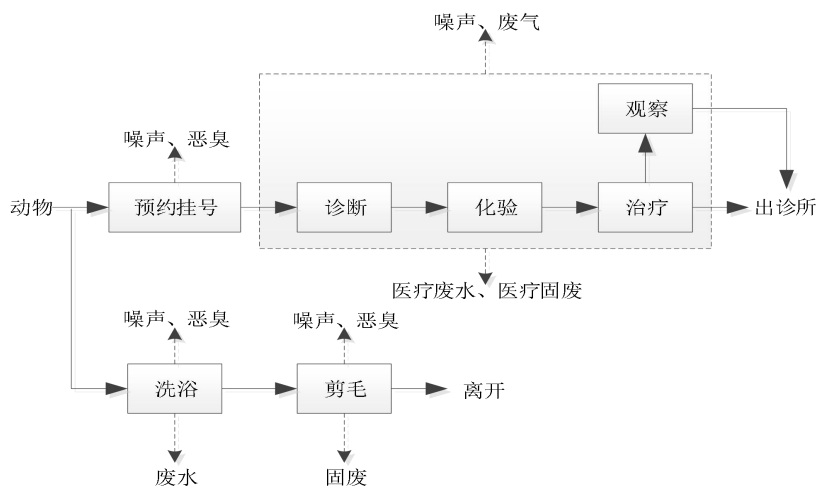 噪声、废气
观察
噪声、恶臭
动物
预约挂号
诊断
化验
治疗
出诊所
医疗废水、医疗固废
噪声、恶臭
噪声、恶臭
洗浴
剪毛
离开
废水
固废